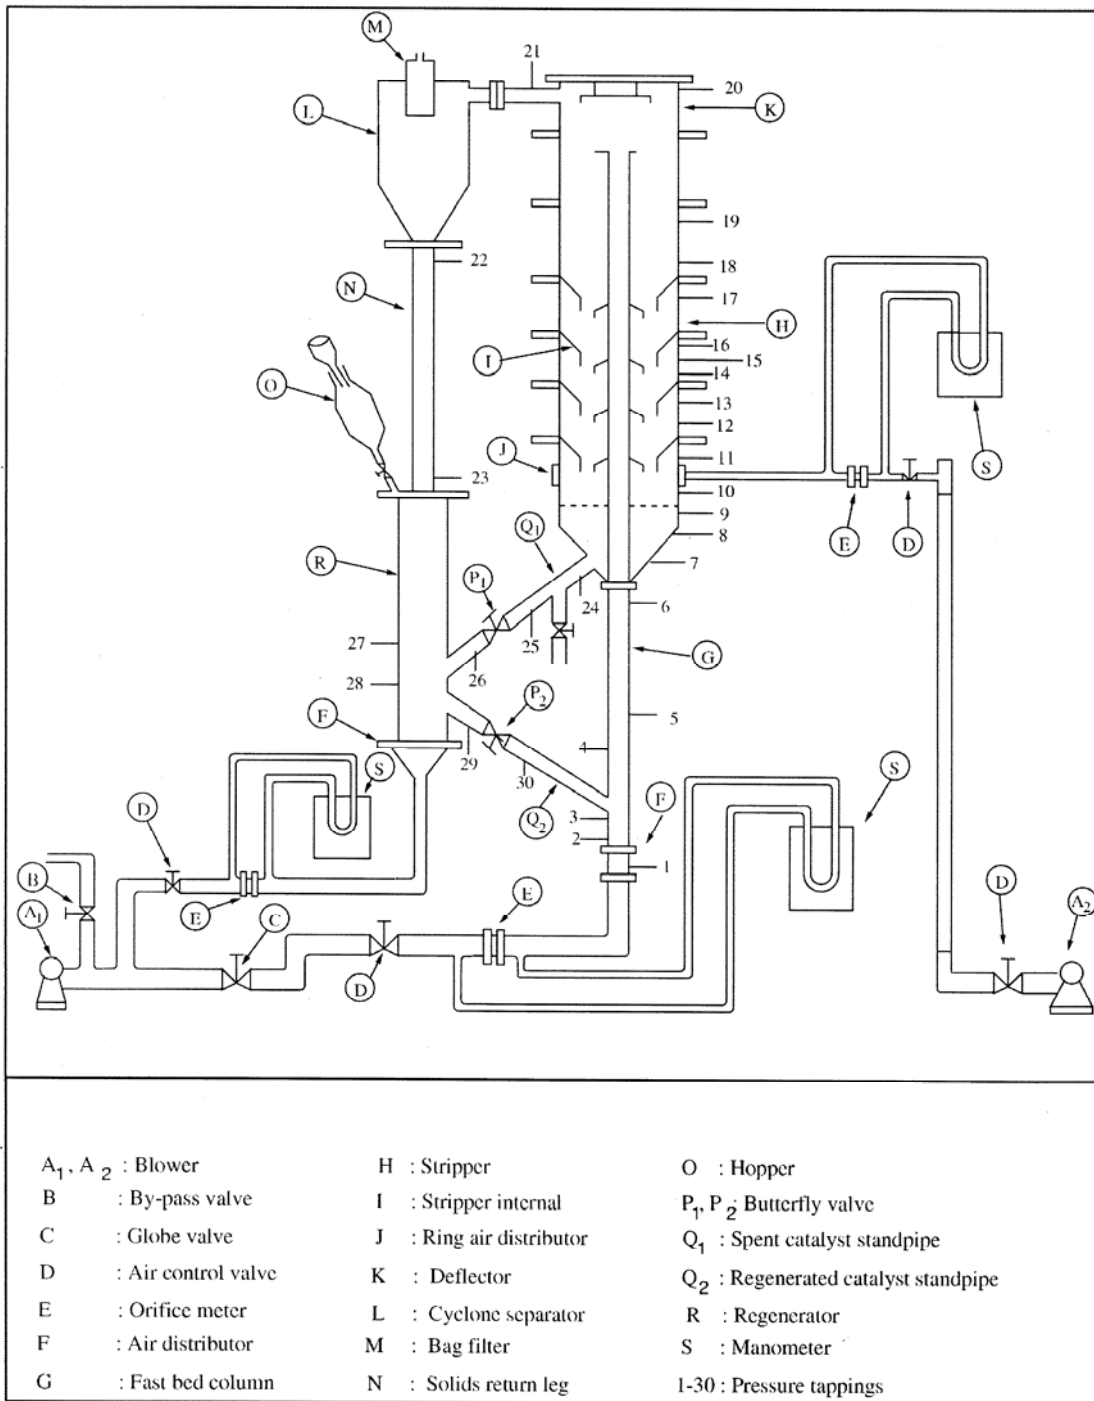 M
21
20
L
K
19
22
18
N
17
H
16
I
15
O
14
13
12
S
J
11
23
10
9
Q1
8
E
D
R
P1
7
24
6
25
27
26
G
28
P2
F
5
29
4
S
30
S
D
Q2
3
F
2
B
1
E
D
A1
E
C
A2
D
A1, A2 : Blower
B : By-pass valve
C : Globe valve
D : Air control valve
E : Orifice meter
F : Air distributor
G : Fast bed column
H : Stripper
I : Stripper internal
J : Ring air distributor
K : Deflector
L : Cyclone separator
M : Bag filter
N : Solids return leg
O : Hopper
P1, P2: Butterfly valve
Q1 : Spent catalyst standpipe
Q2 : Regenerated catalyst standpipe
R : Regenerator
S : Manometer
1-30 : Pressure tappings